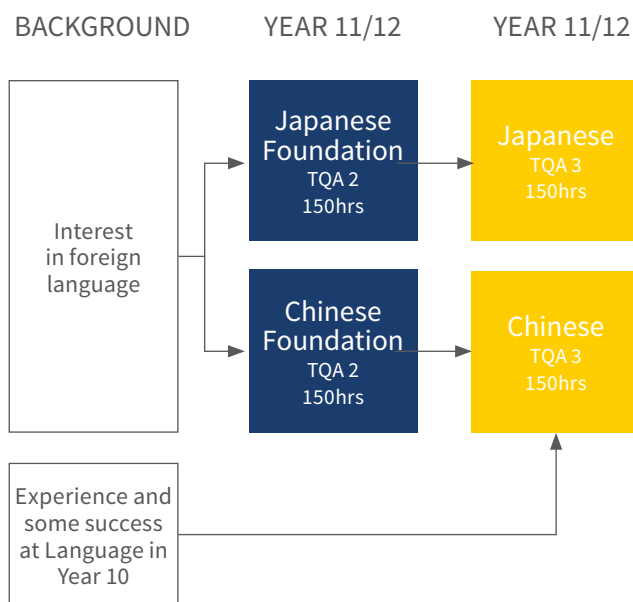 BACKGROUND
YEAR 11/12
YEAR 11/12
Interest
in foreign
language
Japanese
Foundation
TQA 2
150hrs
Japanese
TQA 3
150hrs
Chinese
Foundation
TQA 2
150hrs
Chinese
TQA 3
150hrs
Experience and
some success
at Language in
Year 10